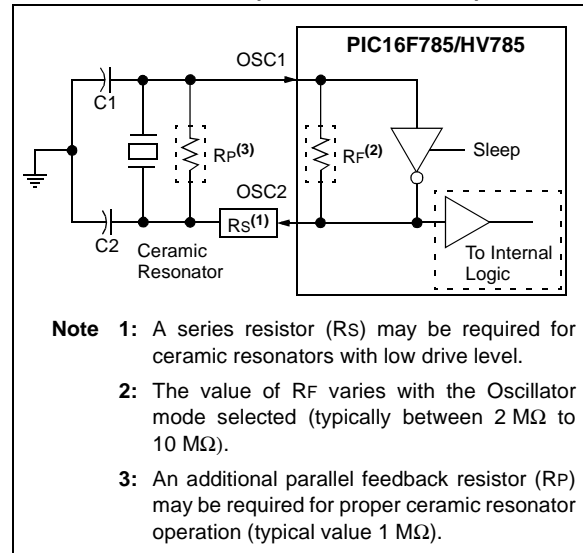 PIC16F785/HV785
OSC1
C1
RP(3)
RF(2)
Sleep
OSC2
RS(1)
C2
Ceramic
Resonator
To Internal
Logic
Note 1: A series resistor (RS) may be required for
ceramic resonators with low drive level.
2: The value of RF varies with the Oscillator
mode selected (typically between 2 MΩ to
10 MΩ).
3: An additional parallel feedback resistor (RP)
may be required for proper ceramic resonator
operation (typical value 1 MΩ).